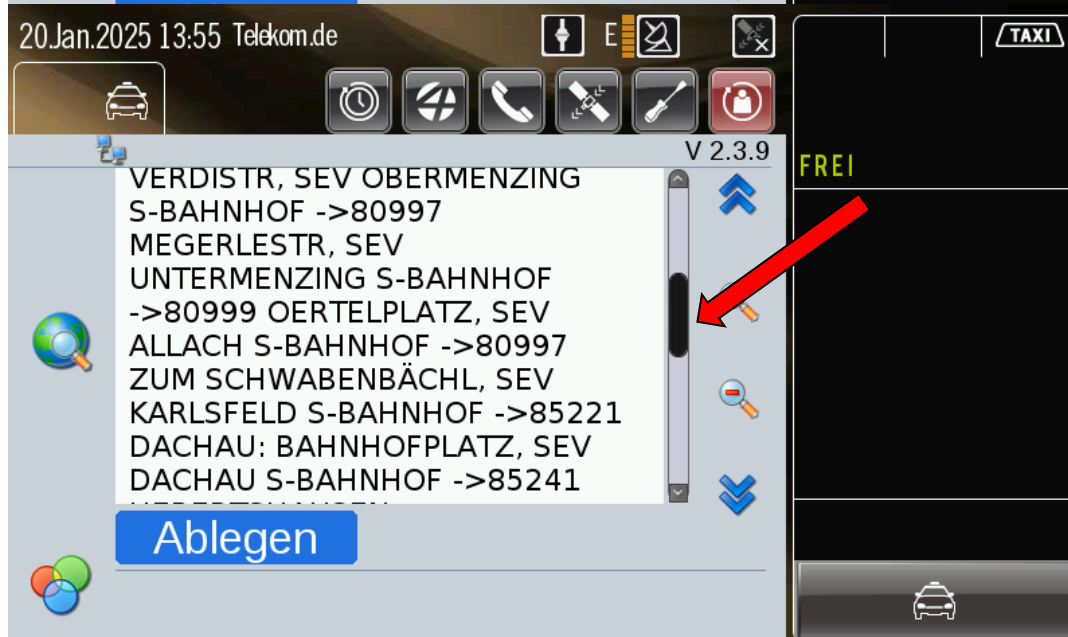 20.Jan.2025 13:55 Telekom.de
E
TAXI
V 2.3.9
FREI
VERDISTR, SEV OBERMENZING
S-BAHNHOF ->80997
MEGERLESTR, SEV
UNTERMENZING S-BAHNHOF
->80999 OERTELPLATZ, SEV
ALLACH S-BAHNHOF ->80997
ZUM SCHWABENBÄCHL, SEV
KARLSFELD S-BAHNHOF ->85221
DACHAU: BAHNHOFPLATZ, SEV
DACHAU S-BAHNHOF ->85241
Ablegen